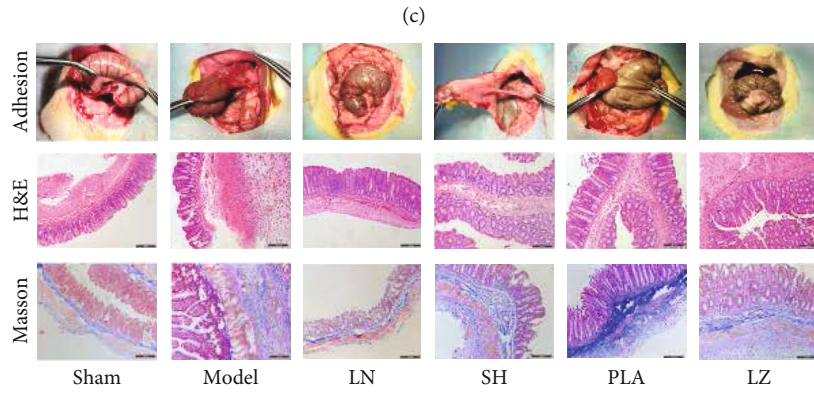 (c)
Adhesion
H&E
Masson
Sham Model LN SH PLA LZ